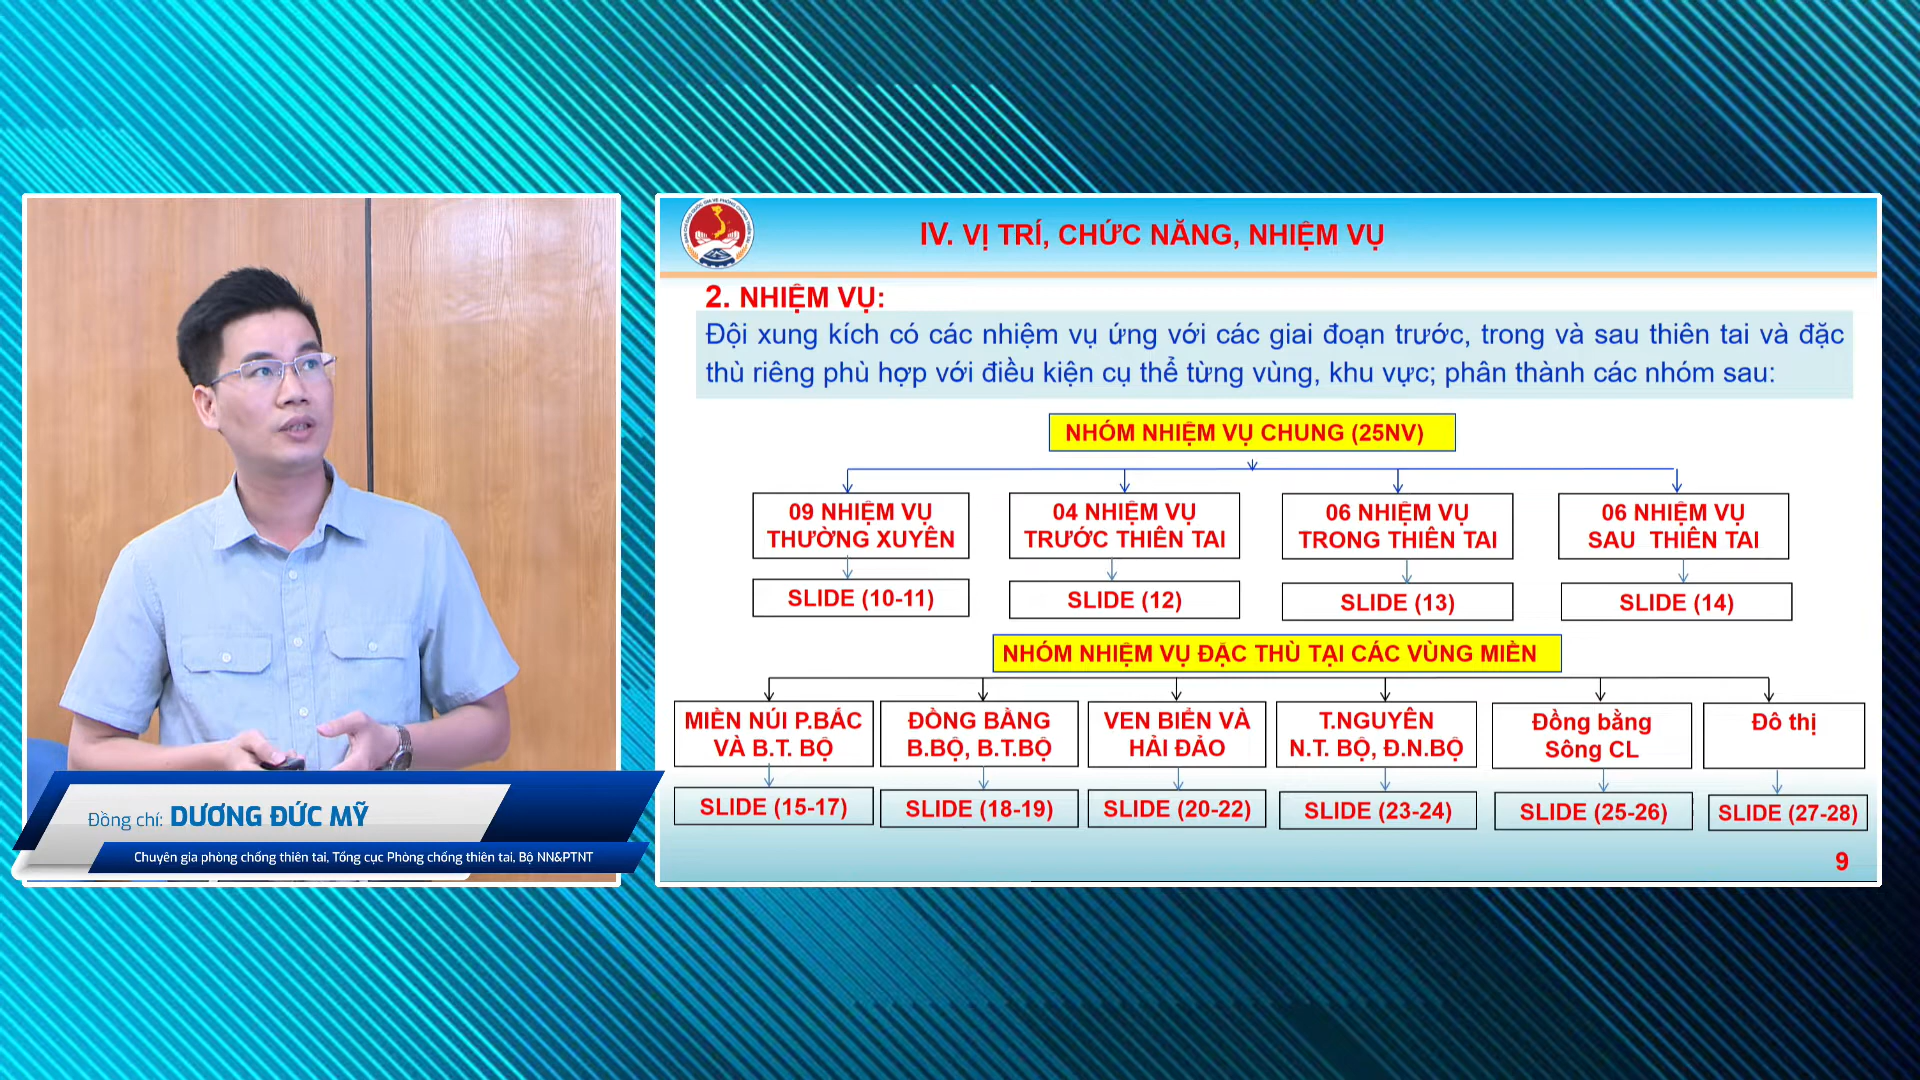 IV. VỊ TRÍ, CHỨC NĂNG, NHIỆM VỤ
2. NHIỆM VỤ:
Đội xung kích có các nhiệm vụ ứng với các giai đoạn trước, trong và sau thiên tai và đặc
thù riêng phù hợp với điều kiện cụ thể từng vùng, khu vực; phân thành các nhóm sau:
NHÓM NHIỆM VỤ CHUNG (25NV)
09 NHIỆM VỤ
THƯỜNG XUYÊN
04 NHIỆM VỤ
TRƯỚC THIÊN TAI
06 NHIỆM VỤ
TRONG THIÊN TAI
06 NHIỆM VỤ
SAU THIÊN TAI
SLIDE (10-11)
SLIDE (12)
SLIDE (13)
SLIDE (14)
NHÓM NHIỆM VỤ ĐẶC THÙ TẠI CÁC VÙNG MIỀN
MIỀN NÚI P.BẮC
VÀ B.T. BỘ
ĐỒNG BẰNG
B.BỘ, B.T.BỘ
VEN BIỂN VÀ
HẢI ĐẢO
T.NGUYÊN
N.T. BỘ, Đ.N.BỘ
Đồng bằng
Sông CL
Đô thị
SLIDE (15-17)
SLIDE (18-19)
SLIDE (20-22)
SLIDE (23-24)
SLIDE (25-26)
SLIDE (27-28)
9
Đồng chí: DƯƠNG ĐỨC MỸ
Chuyên gia phòng chống thiên tai, Tổng cục Phòng chống thiên tai, Bộ NN&PTNT